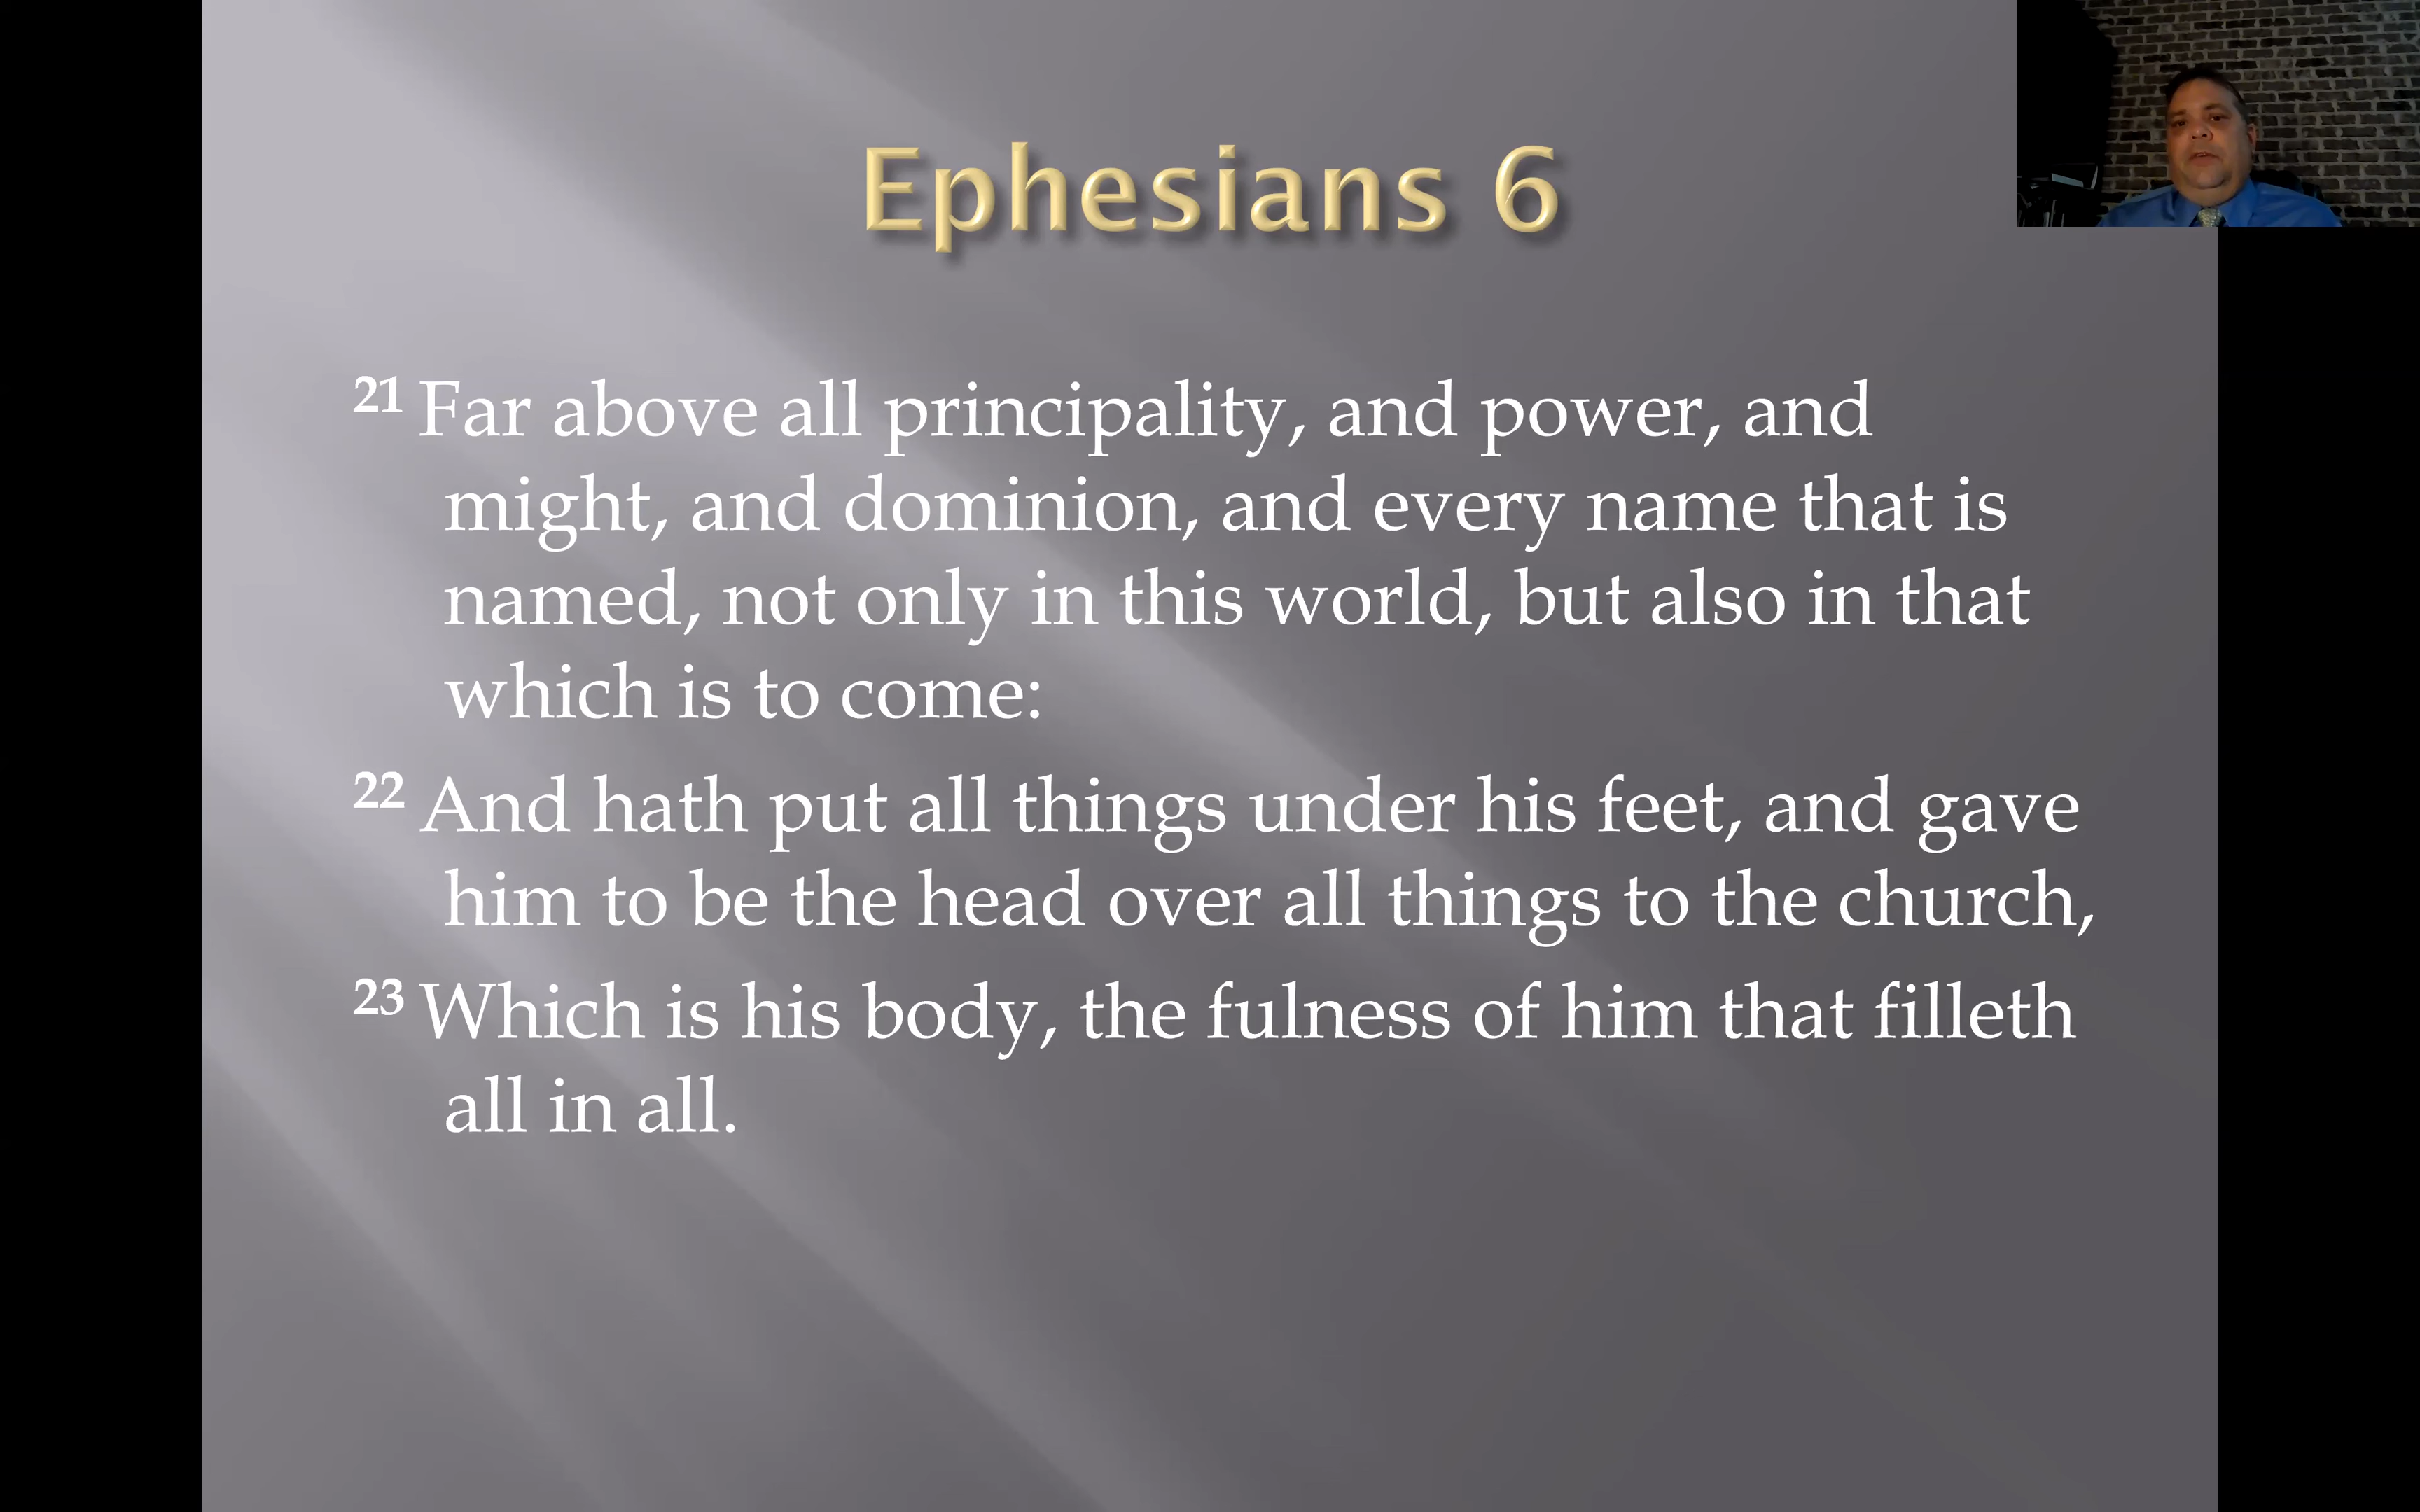 Ephesians 6
21 Far above all principality, and power, and
might, and dominion, and every name that is
named, not only in this world, but also in that
which is to come:
22 And hath put all things under his feet, and gave
him to be the head over all things to the church,
23 Which is his body, the fulness of him that filleth
all in all.